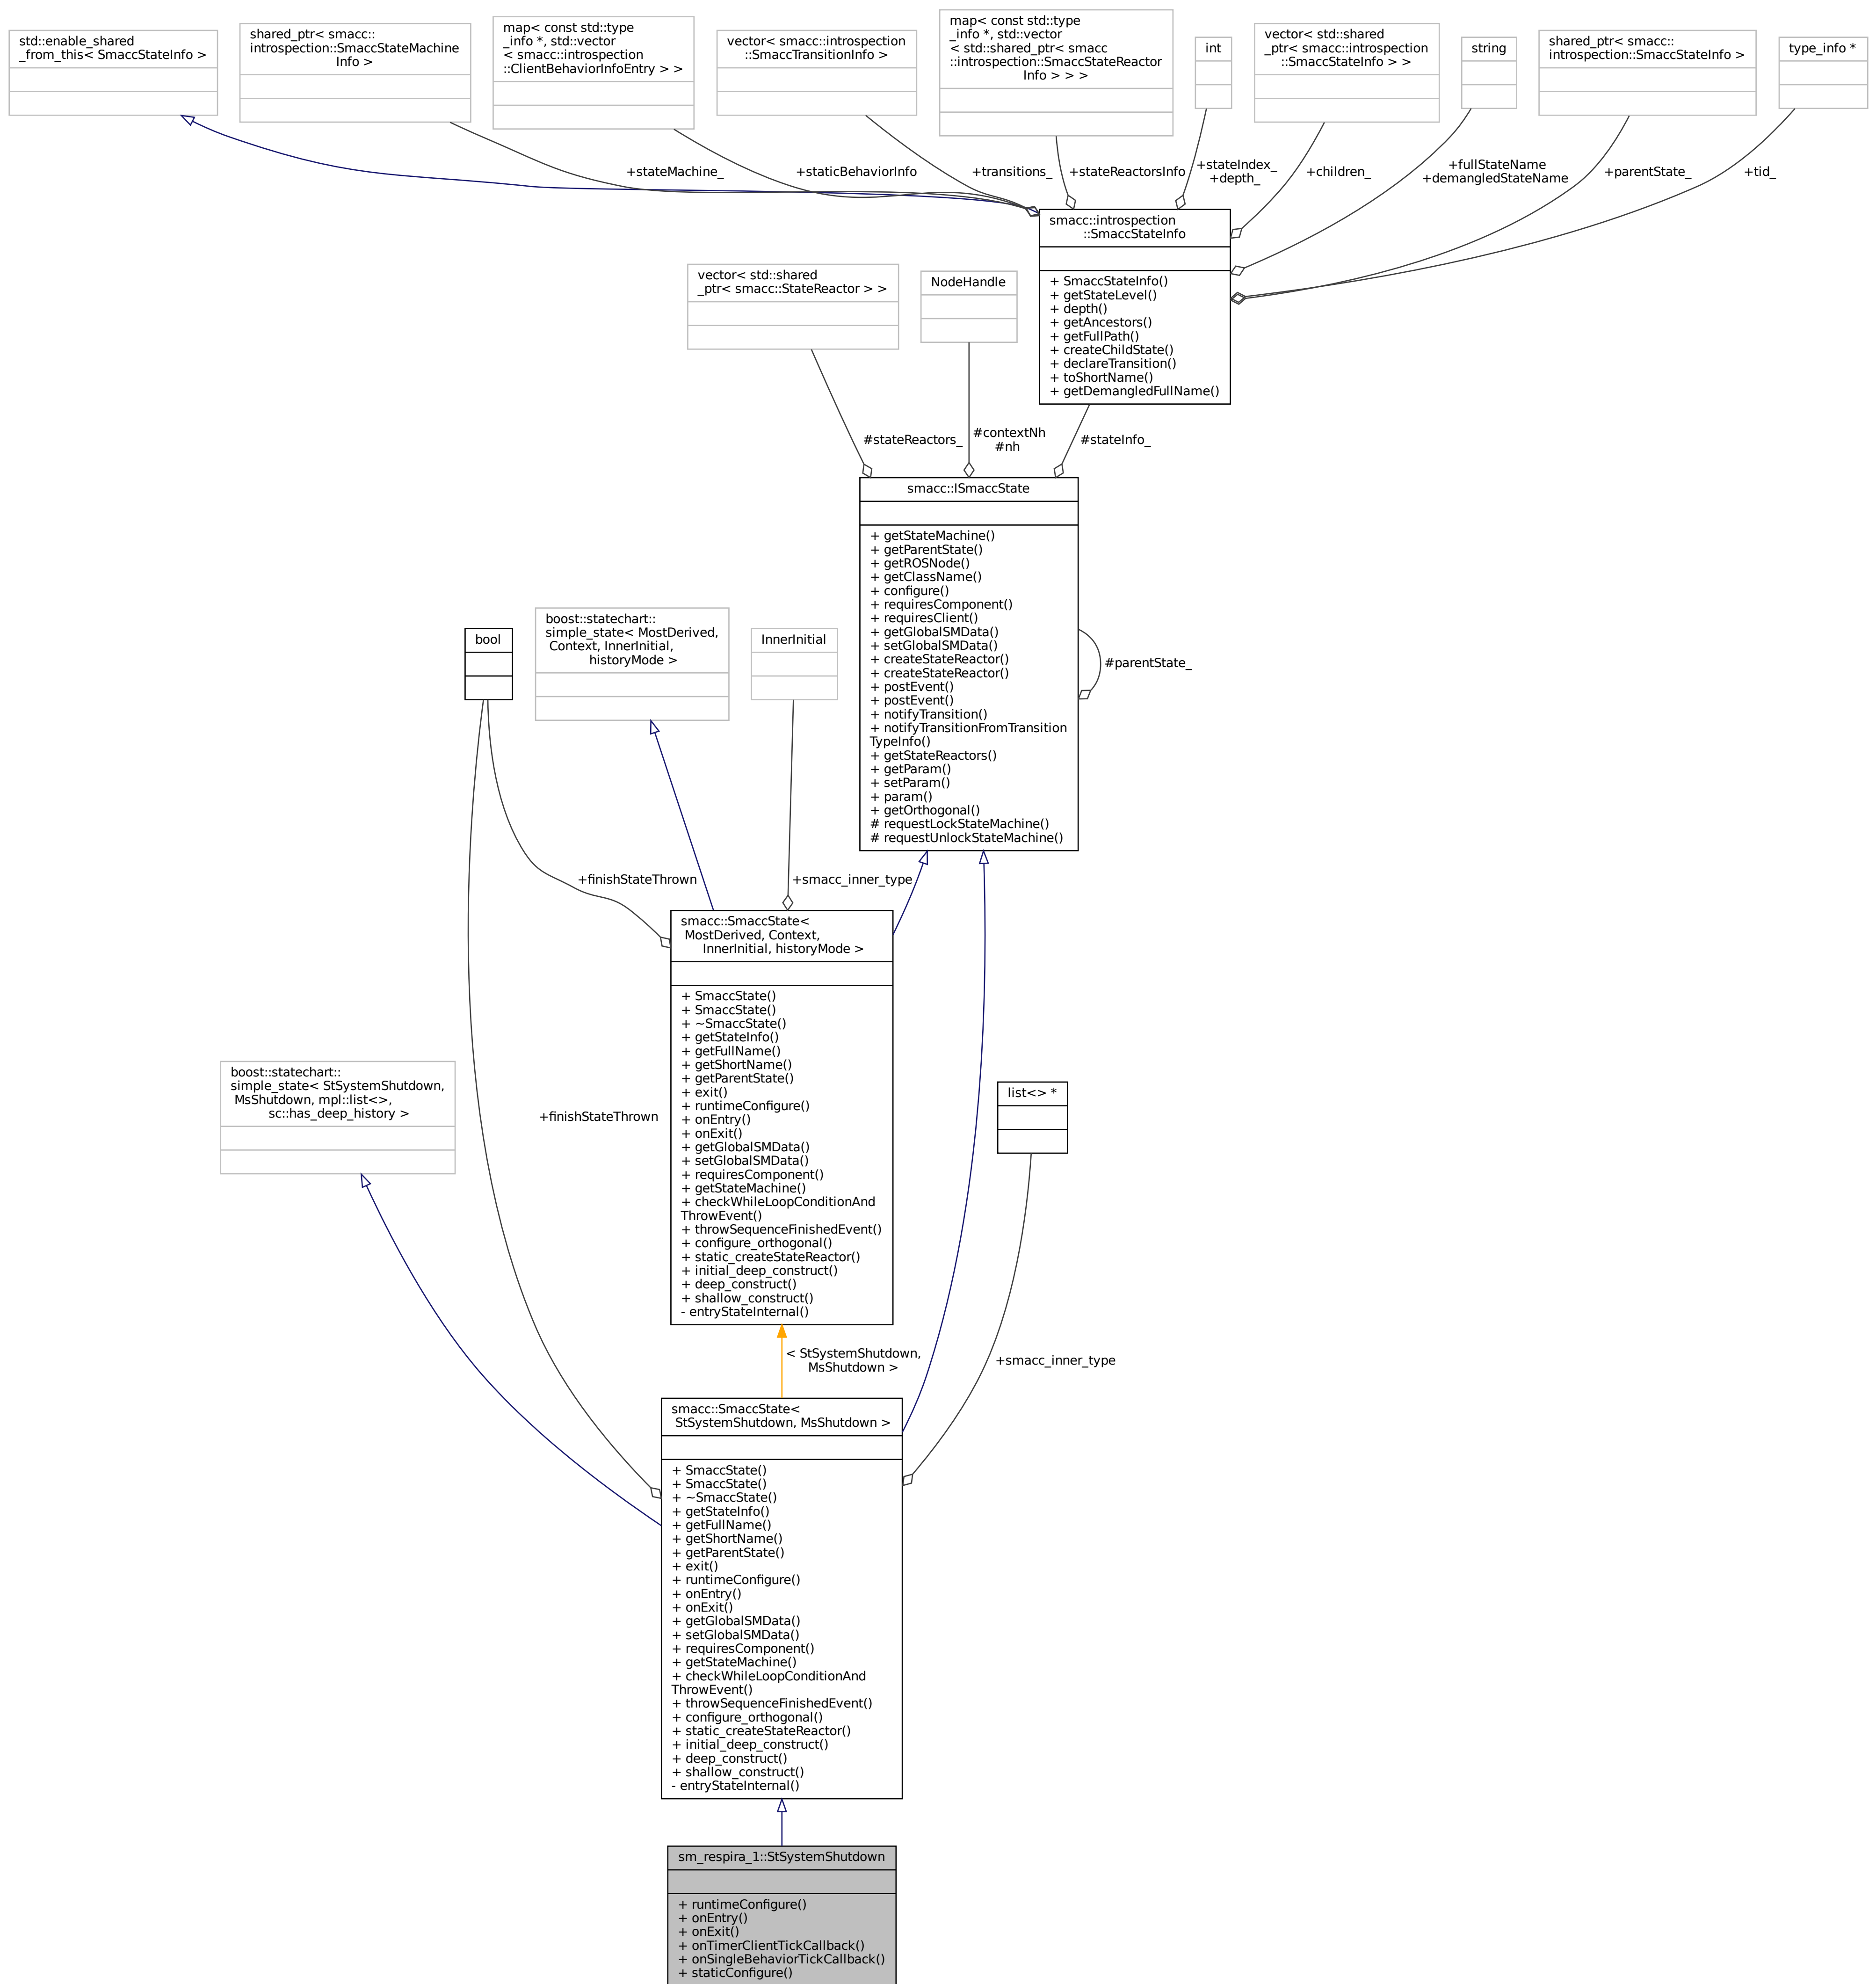 std::enable_shared
_from_this< SmaccStateInfo >
shared_ptr< smacc::
introspection::SmaccStateMachine
Info >
map< const std::type
_info *, std::vector
< smacc::introspection
::ClientBehaviorInfoEntry > >
vector< smacc::introspection
::SmaccTransitionInfo >
map< const std::type
_info *, std::vector
< std::shared_ptr< smacc
::introspection::SmaccStateReactor
Info > > >
int
vector< std::shared
_ptr< smacc::introspection
::SmaccStateInfo > >
string
shared_ptr< smacc::
introspection::SmaccStateInfo >
type_info *
+stateMachine_
+staticBehaviorInfo
+transitions_
+stateReactorsInfo
+stateIndex_
+depth_
+children_
+fullStateName
+demangledStateName
+parentState_
+tid_
smacc::introspection
::SmaccStateInfo
+ SmaccStateInfo()
+ getStateLevel()
+ depth()
+ getAncestors()
+ getFullPath()
+ createChildState()
+ declareTransition()
+ toShortName()
+ getDemangledFullName()
vector< std::shared
_ptr< smacc::StateReactor > >
NodeHandle
#stateReactors_
#contextNh
#nh
#stateInfo_
smacc::ISmaccState
+ getStateMachine()
+ getParentState()
+ getROSNode()
+ getClassName()
+ configure()
+ requiresComponent()
+ requiresClient()
+ getGlobalSMData()
+ setGlobalSMData()
+ createStateReactor()
+ createStateReactor()
+ postEvent()
+ postEvent()
+ notifyTransition()
+ notifyTransitionFromTransition
TypeInfo()
+ getStateReactors()
+ getParam()
+ setParam()
+ param()
+ getOrthogonal()
# requestLockStateMachine()
# requestUnlockStateMachine()
#parentState_
bool
boost::statechart::
simple_state< MostDerived,
Context, InnerInitial,
historyMode >
InnerInitial
+finishStateThrown
+smacc_inner_type
smacc::SmaccState<
MostDerived, Context,
InnerInitial, historyMode >
+ SmaccState()
+ SmaccState()
+ ~SmaccState()
+ getStateInfo()
+ getFullName()
+ getShortName()
+ getParentState()
+ exit()
+ runtimeConfigure()
+ onEntry()
+ onExit()
+ getGlobalSMData()
+ setGlobalSMData()
+ requiresComponent()
+ getStateMachine()
+ checkWhileLoopConditionAnd
ThrowEvent()
+ throwSequenceFinishedEvent()
+ configure_orthogonal()
+ static_createStateReactor()
+ initial_deep_construct()
+ deep_construct()
+ shallow_construct()
- entryStateInternal()
boost::statechart::
simple_state< StSystemShutdown,
MsShutdown, mpl::list<>,
sc::has_deep_history >
+finishStateThrown
list<> *
< StSystemShutdown,
MsShutdown >
+smacc_inner_type
smacc::SmaccState<
StSystemShutdown, MsShutdown >
+ SmaccState()
+ SmaccState()
+ ~SmaccState()
+ getStateInfo()
+ getFullName()
+ getShortName()
+ getParentState()
+ exit()
+ runtimeConfigure()
+ onEntry()
+ onExit()
+ getGlobalSMData()
+ setGlobalSMData()
+ requiresComponent()
+ getStateMachine()
+ checkWhileLoopConditionAnd
ThrowEvent()
+ throwSequenceFinishedEvent()
+ configure_orthogonal()
+ static_createStateReactor()
+ initial_deep_construct()
+ deep_construct()
+ shallow_construct()
- entryStateInternal()
sm_respira_1::StSystemShutdown
+ runtimeConfigure()
+ onEntry()
+ onExit()
+ onTimerClientTickCallback()
+ onSingleBehaviorTickCallback()
+ staticConfigure()